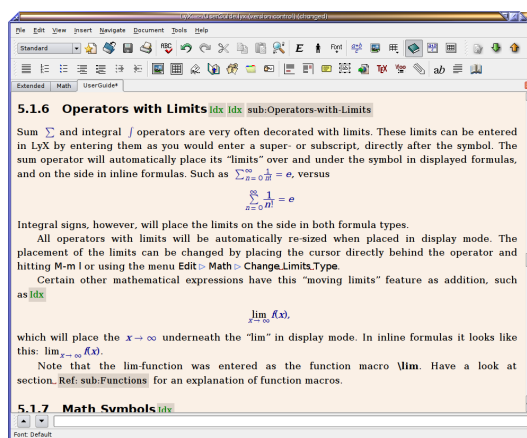 LyX: ~/UserGuide.lyx (version control) (changed)
File Edit View Insert Navigate Document Tools Help
Standard
Extended Math UserGuide*
5.1.6 Operators with Limits Idx Idx sub:Operators-with-Limits
Sum ∑ and integral ∫ operators are very often decorated with limits. These limits can be entered
in LyX by entering them as you would enter a super- or subscript, directly after the symbol. The
sum operator will automatically place its “limits” over and under the symbol in displayed formulas,
and on the side in inline formulas. Such as ∑_{n=0}^{∞} 1/n! = e, versus
∑_{n=0}^{∞} 1/n! = e
Integral signs, however, will place the limits on the side in both formula types.
All operators with limits will be automatically re-sized when placed in display mode. The
placement of the limits can be changed by placing the cursor directly behind the operator and
hitting M-m l or using the menu Edit ▷ Math ▷ Change Limits Type.
Certain other mathematical expressions have this “moving limits” feature as addition, such
as Idx
lim_{x→∞} f(x),
which will place the x → ∞ underneath the “lim” in display mode. In inline formulas it looks like
this: lim_{x→∞} f(x).
Note that the lim-function was entered as the function macro \lim. Have a look at
section Ref: sub:Functions for an explanation of function macros.
5.1.7 Math Symbols Idx
Font: Default